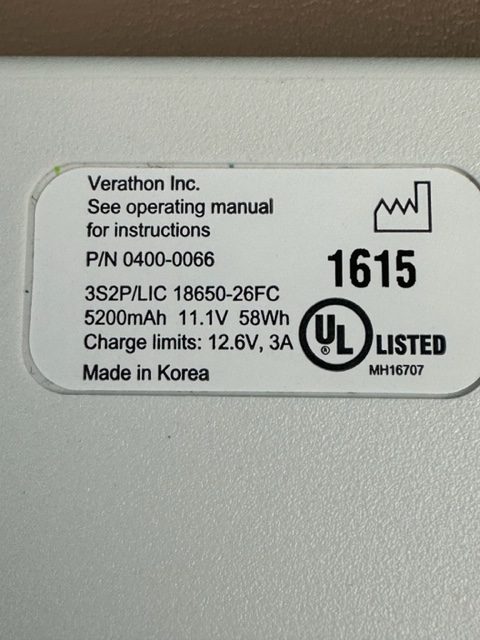 Verathon Inc.
See operating manual
for instructions
P/N 0400-0066
1615
3S2P/LIC 18650-26FC
5200mAh 11.1V 58Wh
Charge limits: 12.6V, 3A
Made in Korea
UL LISTED
MH16707